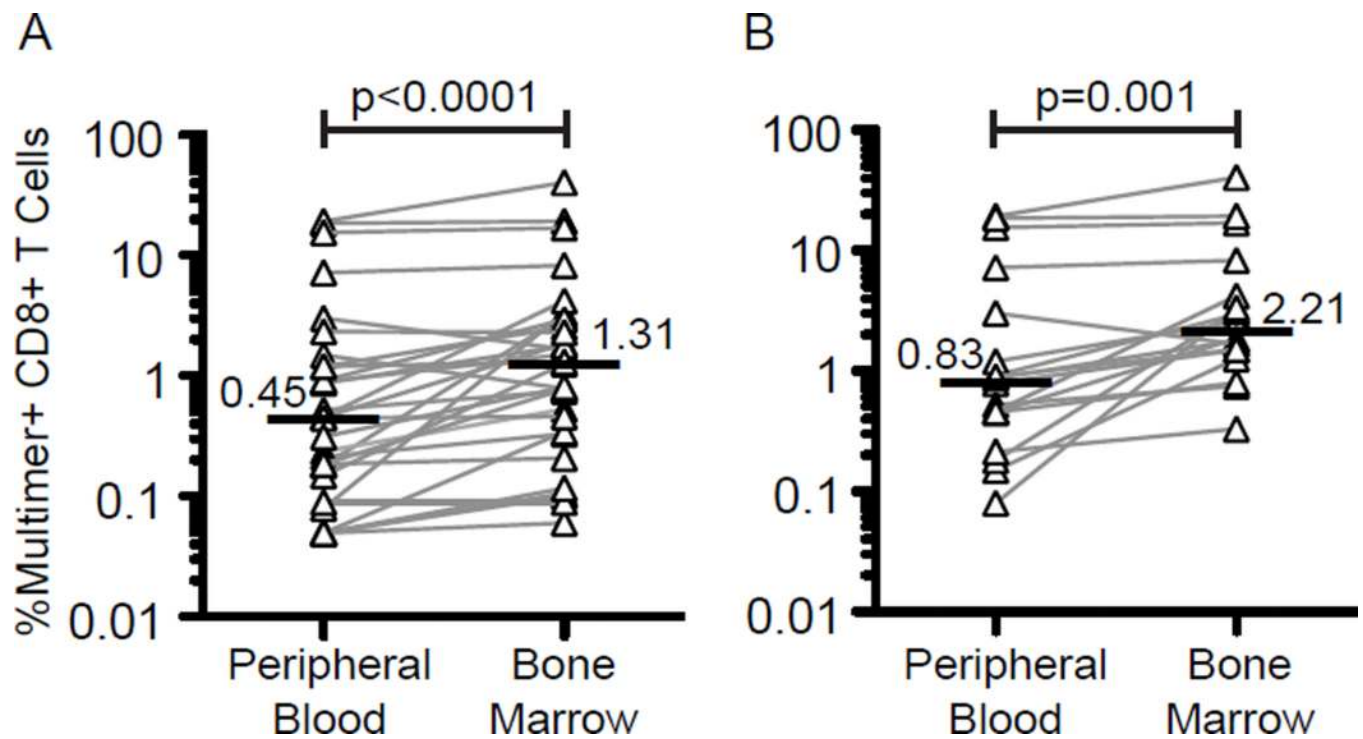 A
B
p<0.0001
p=0.001
%Multimer+ CD8+ T Cells
100
10
1
0.1
0.01
0.45
1.31
Peripheral
Blood
Bone
Marrow
100
10
1
0.1
0.01
0.83
2.21
Peripheral
Blood
Bone
Marrow